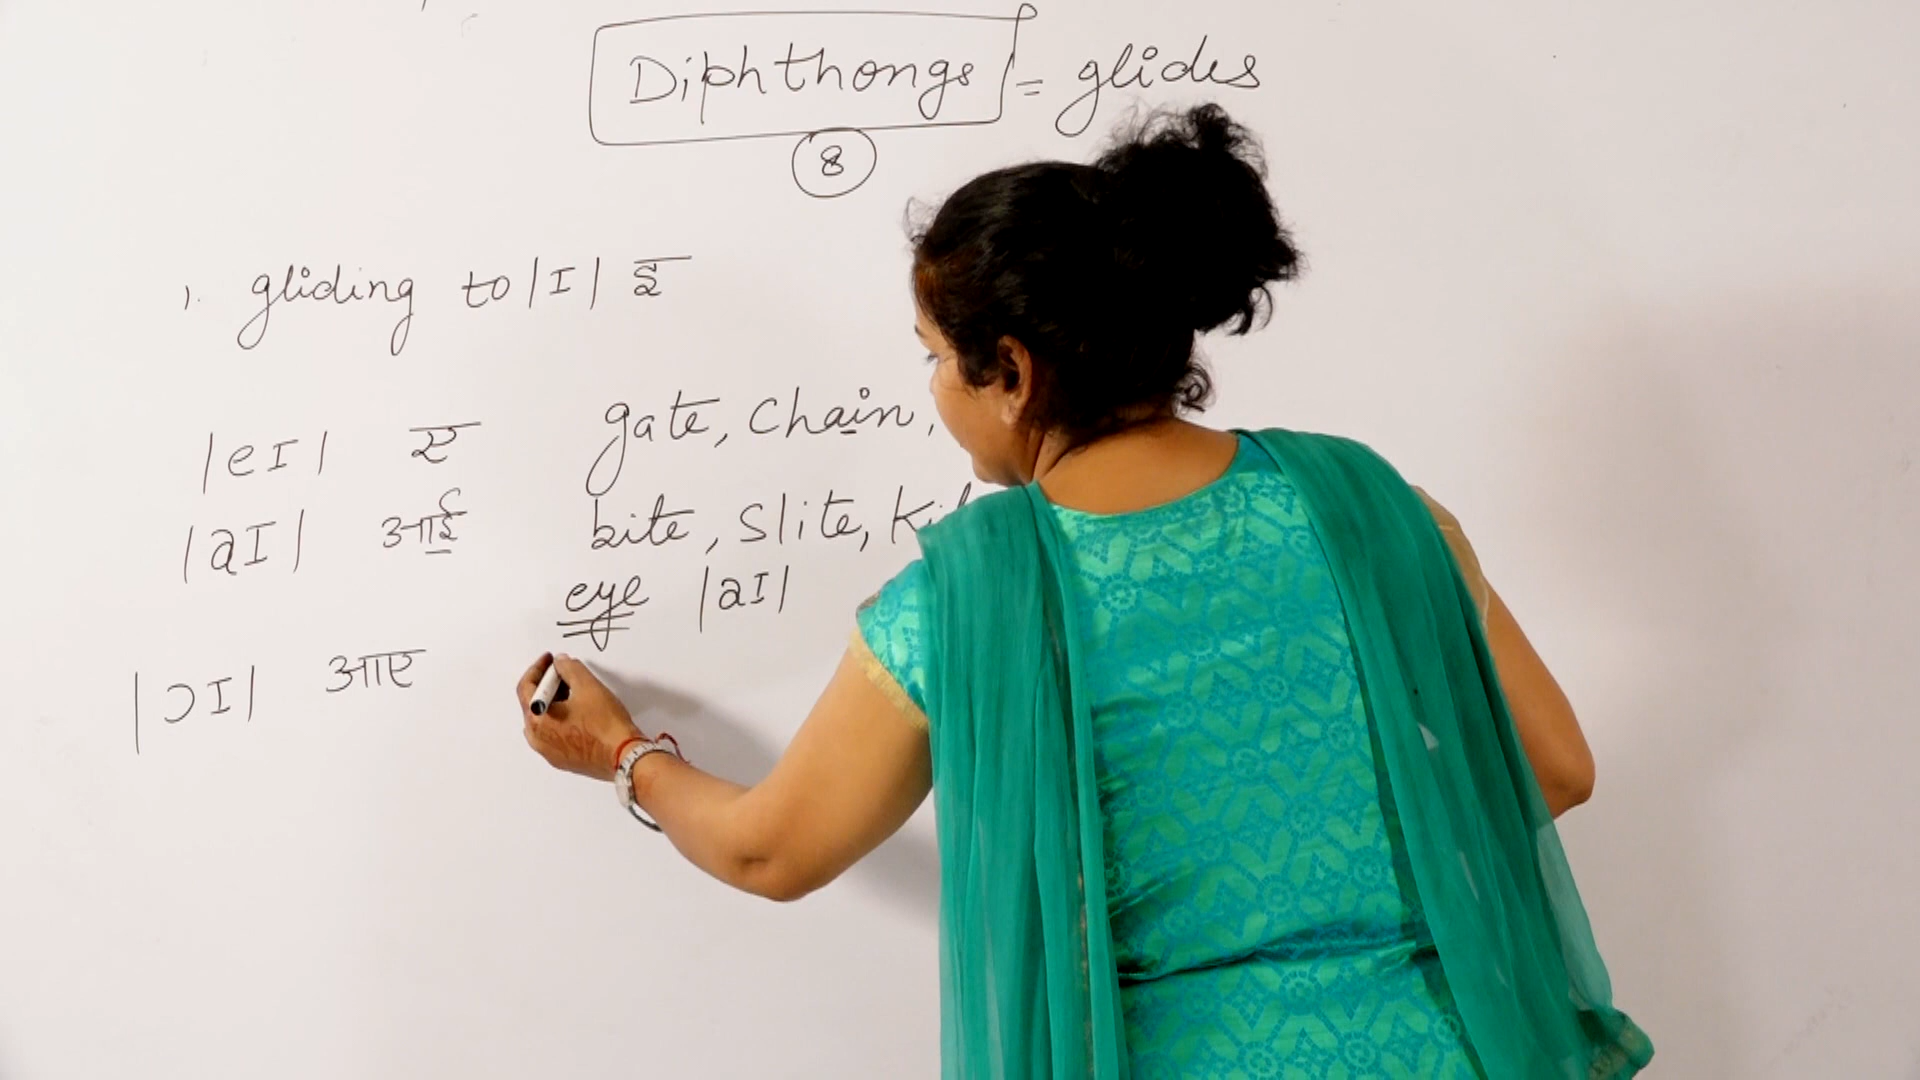 Diphthongs = glides
8
1. gliding to |I| इ
|eI| ए gate, Chain,
|aI| आई bite, Slite,
eye |aI|
|ɔI| आए